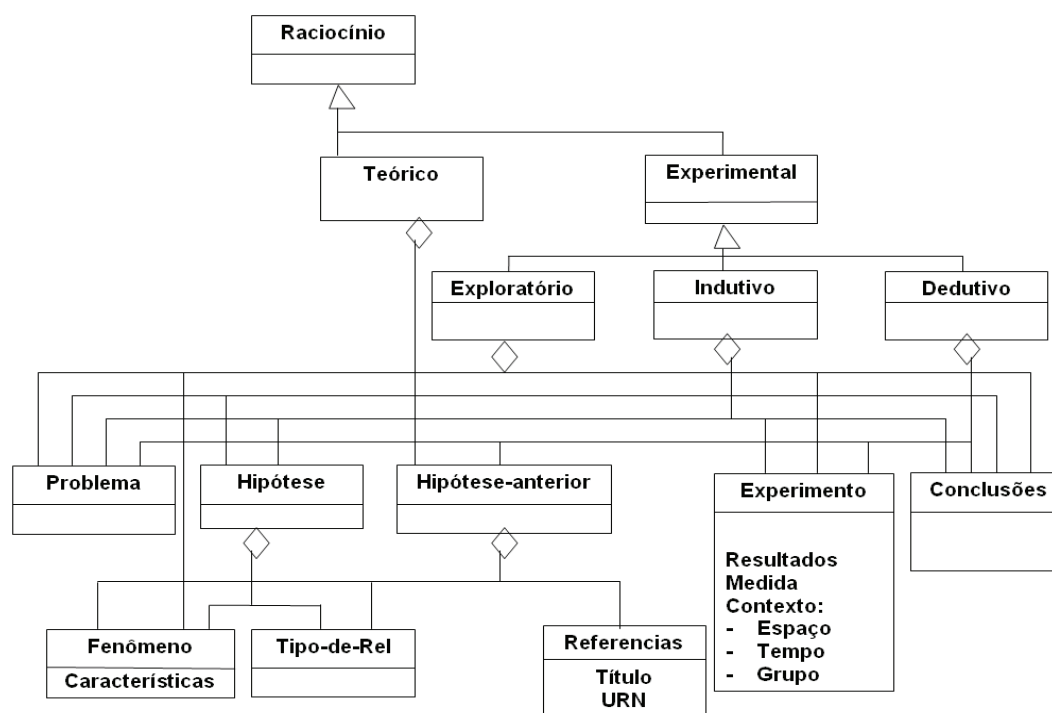 Raciocínio
Teórico
Experimental
Exploratório
Indutivo
Dedutivo
Problema
Hipótese
Hipótese-anterior
Experimento
Resultados
Medida
Contexto:
- Espaço
- Tempo
- Grupo
Conclusões
Fenômeno
Características
Tipo-de-Rel
Referencias
Título
URN